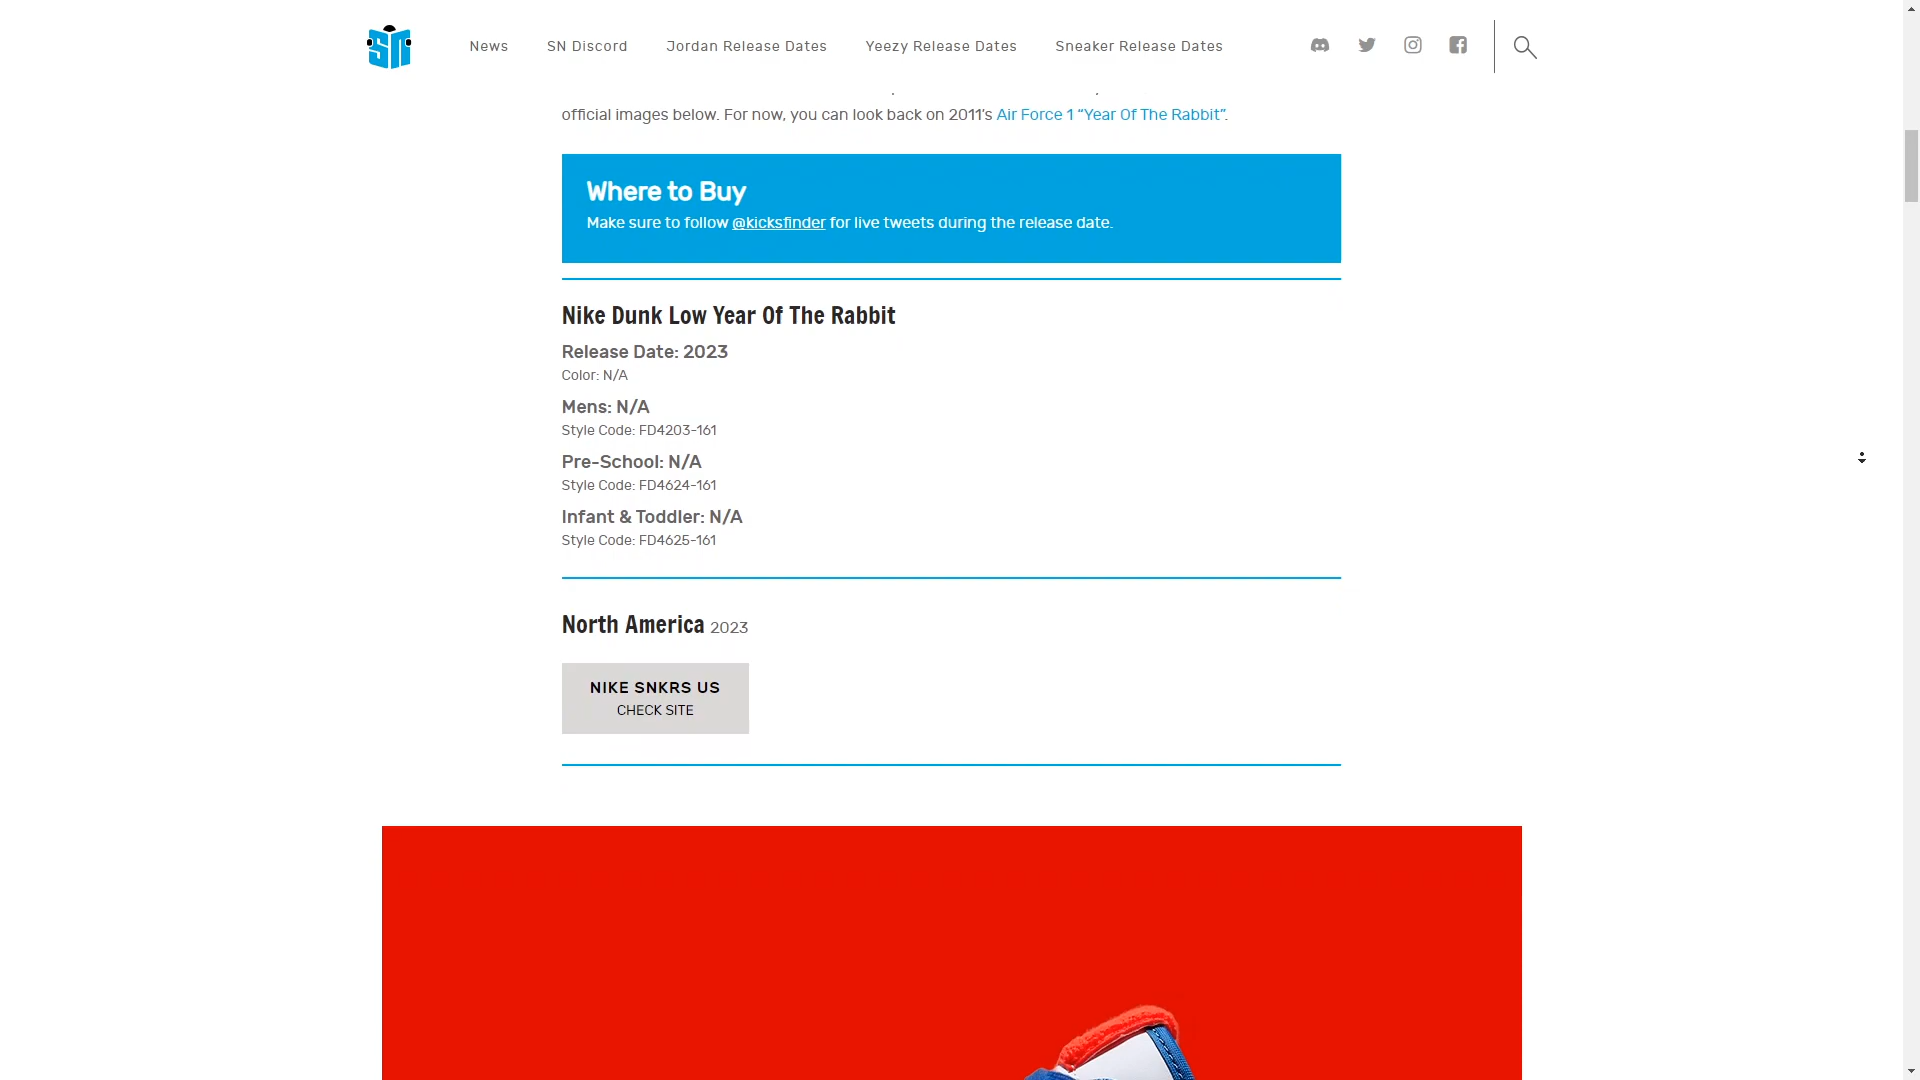 SN
News
SN Discord
Jordan Release Dates
Yeezy Release Dates
Sneaker Release Dates
official images below. For now, you can look back on 2011’s Air Force 1 “Year Of The Rabbit”.
Where to Buy
Make sure to follow @kicksfinder for live tweets during the release date.
Nike Dunk Low Year Of The Rabbit
Release Date: 2023
Color: N/A
Mens: N/A
Style Code: FD4203-161
Pre-School: N/A
Style Code: FD4624-161
Infant & Toddler: N/A
Style Code: FD4625-161
North America 2023
NIKE SNKRS US
CHECK SITE